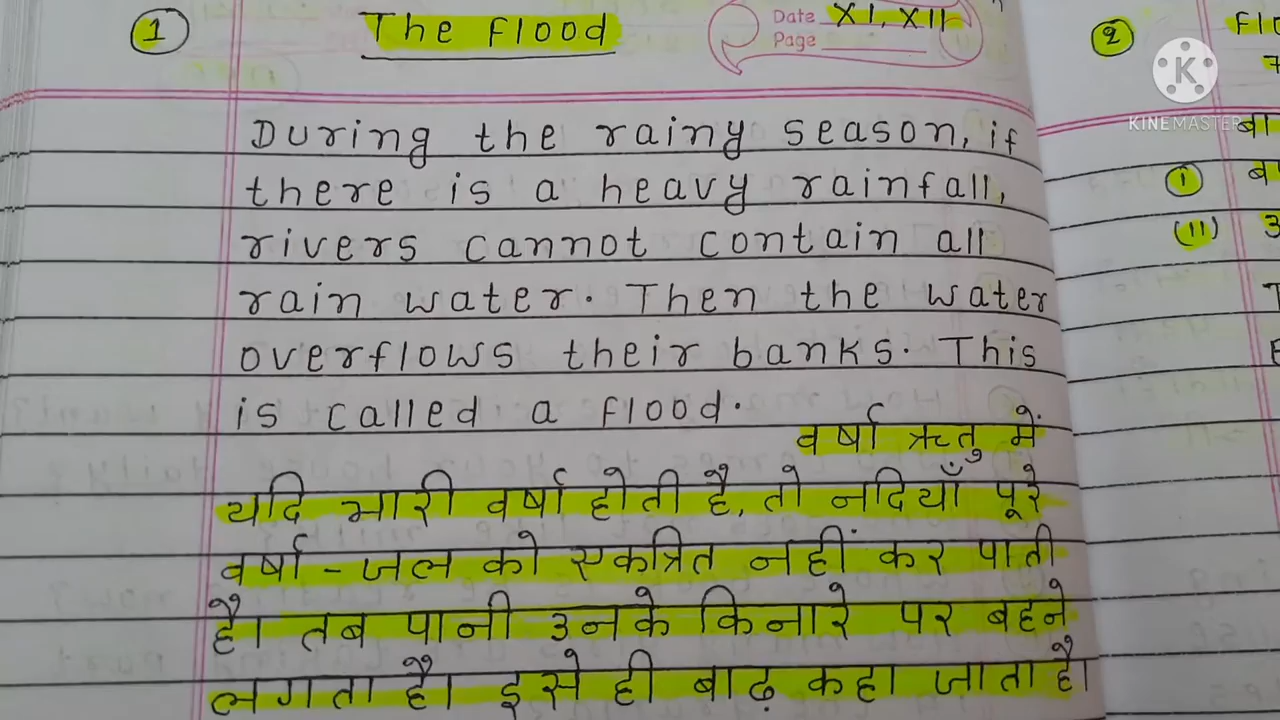 1
The Flood
Date XI, XII
Page
During the rainy season, if
there is a heavy rainfall,
rivers cannot contain all
rain water. Then the water
overflows their banks. This
is called a flood.
वर्षा ऋतु में
यदि भारी वर्षा होती है, तो नदियाँ पूरे
वर्षा - जल को एकत्रित नहीं कर पाती
है। तब पानी उनके किनारे पर बहने
लगता है। इसे ही बाढ़ कहा जाता है।
2
K
KINEMASTER
(i)
(II)